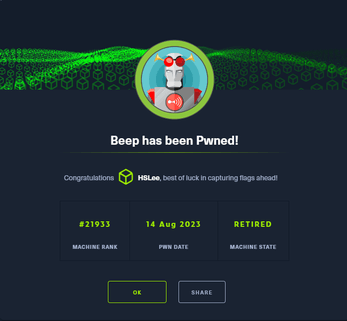 Beep has been Pwned!
Congratulations HSLee, best of luck in capturing flags ahead!
#21933 14 Aug 2023 RETIRED
MACHINE RANK PWN DATE MACHINE STATE
OK SHARE